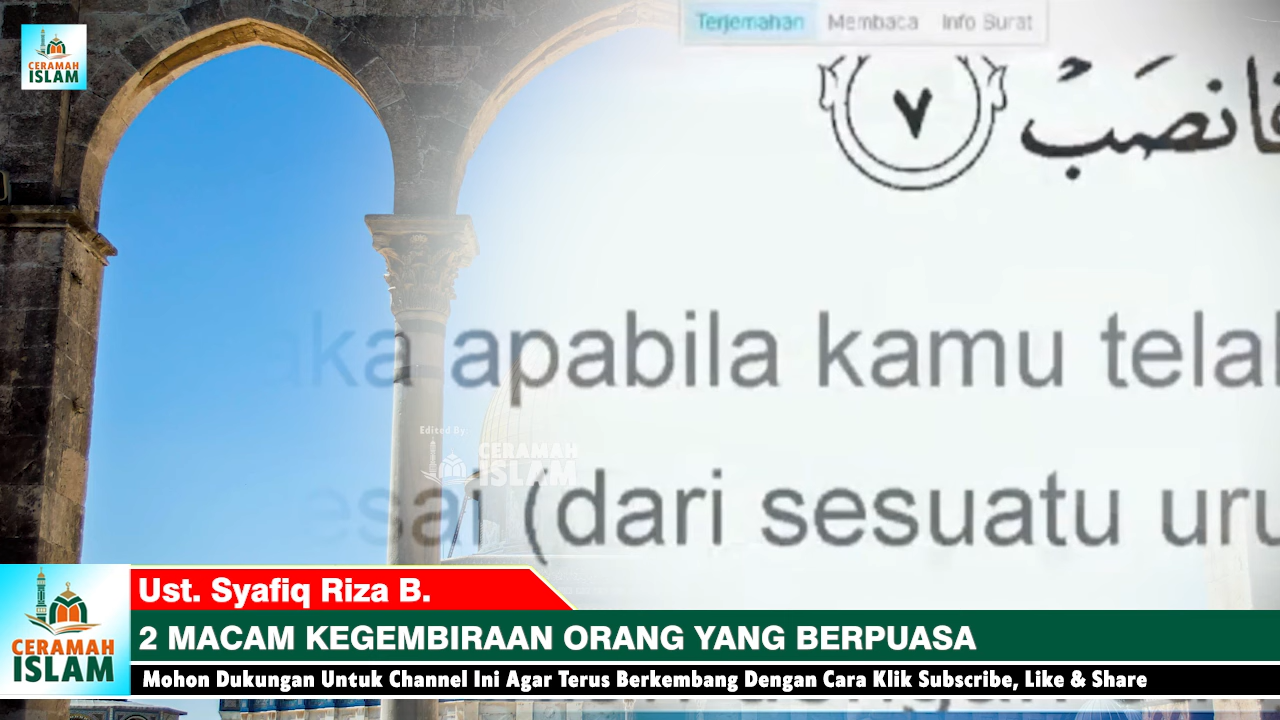 CERAMAH
ISLAM
Terjemahan Membaca Info Surat
فانصب ٧
apabila kamu telah
(dari sesuatu
Edited By:
CERAMAH
ISLAM
CERAMAH
ISLAM
Ust. Syafiq Riza B.
2 MACAM KEGEMBIRAAN ORANG YANG BERPUASA
Mohon Dukungan Untuk Channel Ini Agar Terus Berkembang Dengan Cara Klik Subscribe, Like & Share